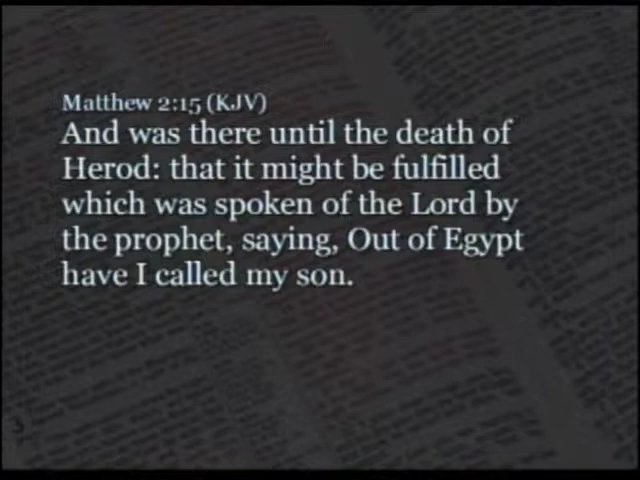 Matthew 2:15 (KJV)
And was there until the death of
Herod: that it might be fulfilled
which was spoken of the Lord by
the prophet, saying, Out of Egypt
have I called my son.